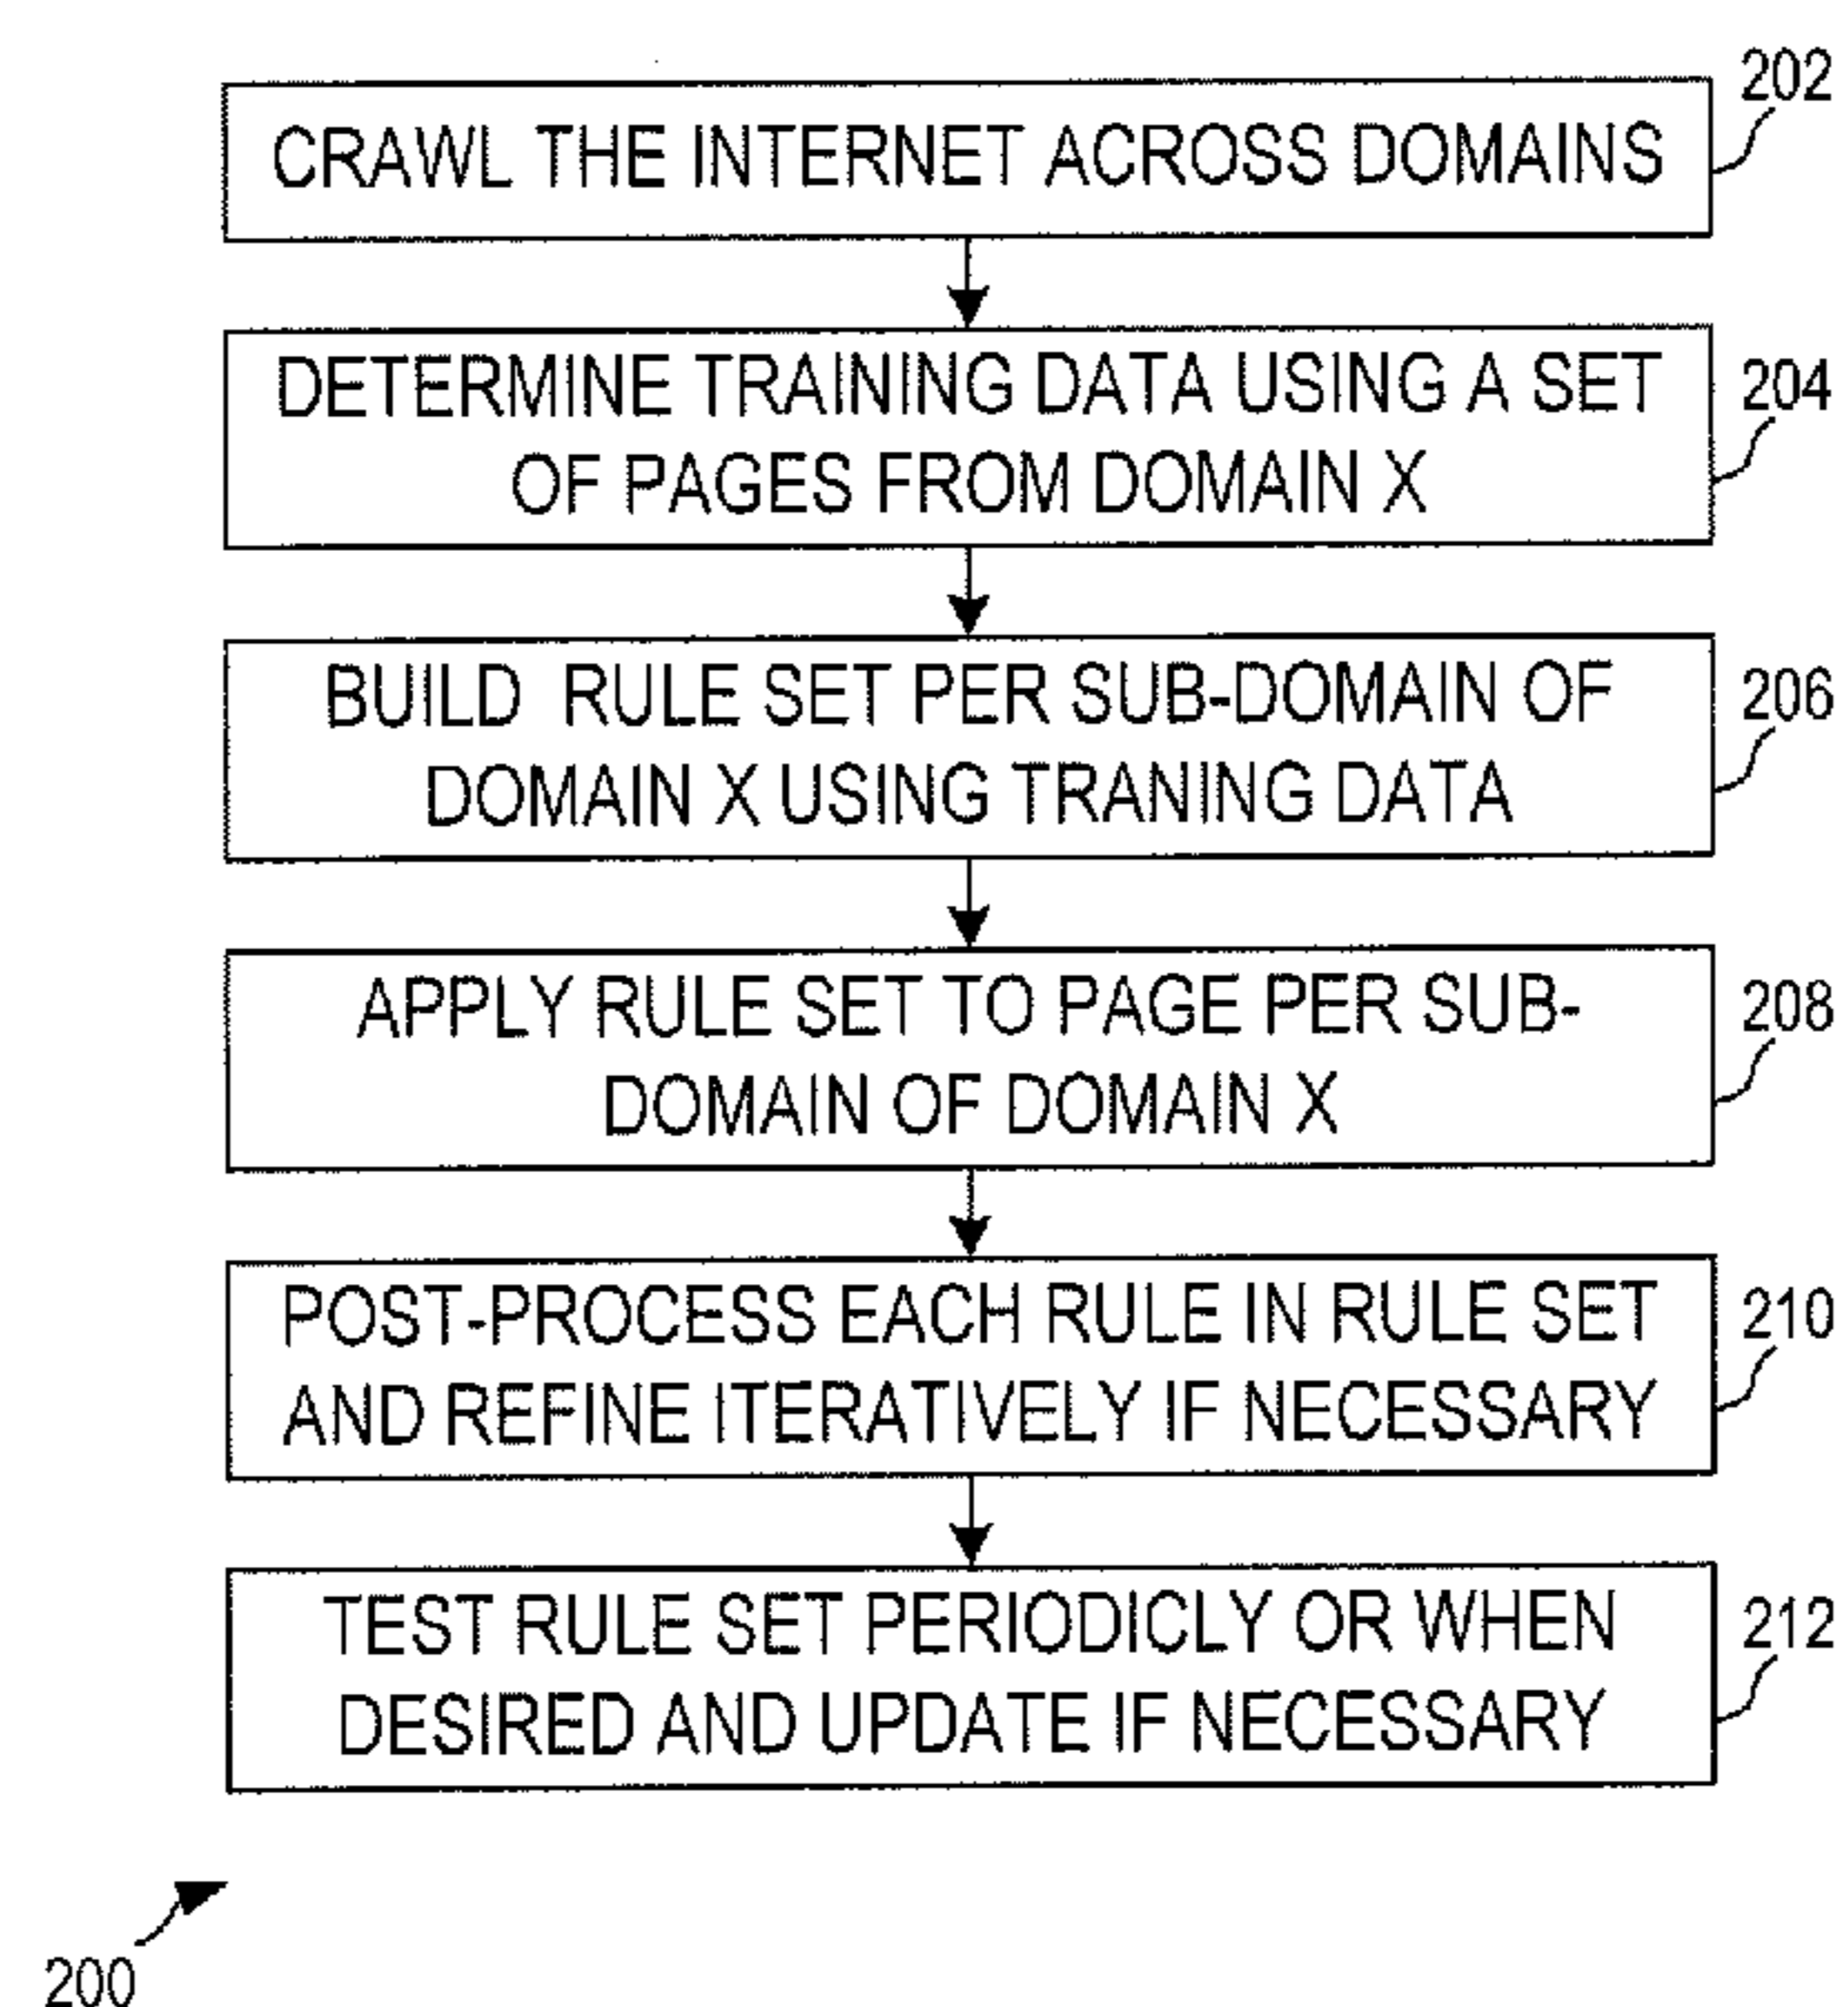 202
CRAWL THE INTERNET ACROSS DOMAINS
DETERMINE TRAINING DATA USING A SET
OF PAGES FROM DOMAIN X
204
BUILD RULE SET PER SUB-DOMAIN OF
DOMAIN X USING TRANING DATA
206
APPLY RULE SET TO PAGE PER SUB-
DOMAIN OF DOMAIN X
208
POST-PROCESS EACH RULE IN RULE SET
AND REFINE ITERATIVELY IF NECESSARY
210
TEST RULE SET PERIODICLY OR WHEN
DESIRED AND UPDATE IF NECESSARY
212
200